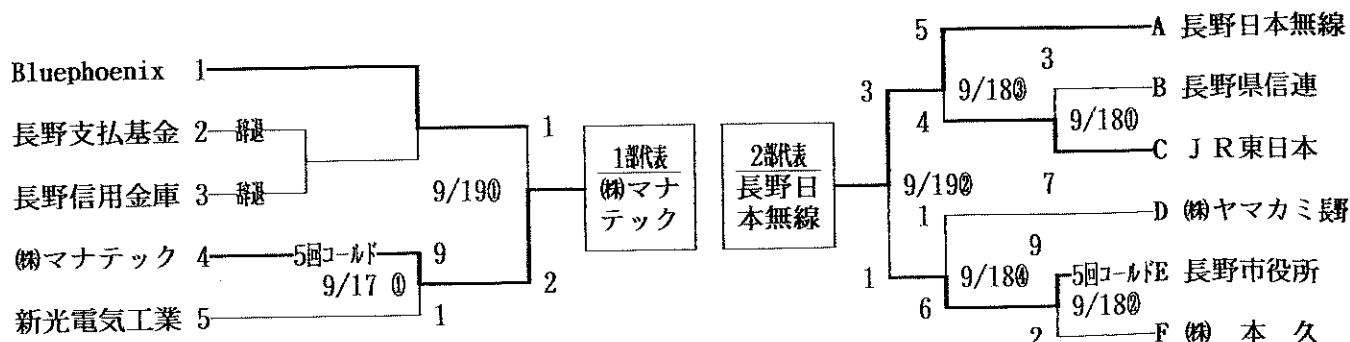 Bluephoenix 1
長野支払基金 2 辞退
長野信用金庫 3 辞退
㈱マナテック 4 5回コールド 9
9/17 ①
新光電気工業 5 1
1
9/19①
2
1部代表
㈱マナ
テック
2部代表
長野日
本無線
5 A 長野日本無線
3
3 9/18③ B 長野県信連
4 9/18①
C JR東日本
9/19② 7
1 D ㈱ヤマカミ長野
9
1 9/18④ 5回コールドE 長野市役所
6 9/18②
2 F ㈱ 本 久